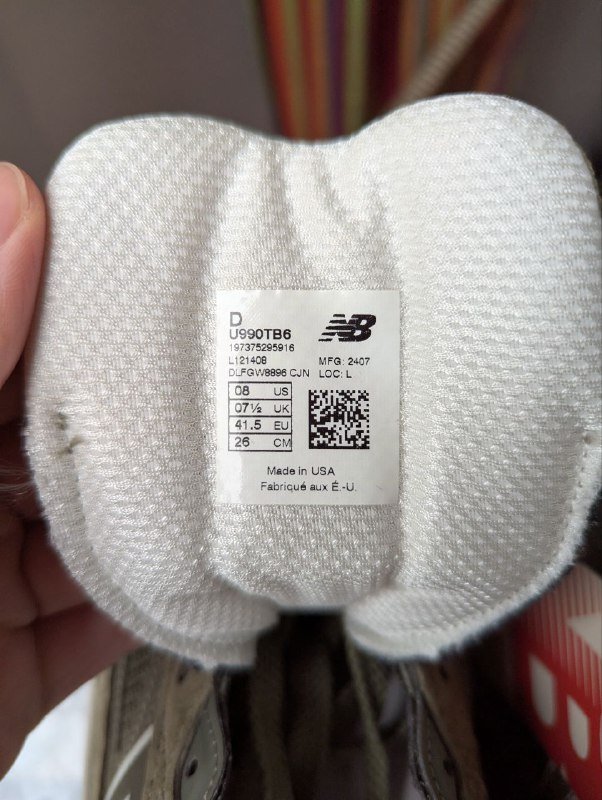 D
U990TB6
NB
197375295916
L121408
MFG: 2407
DLFGW8896 CJN
LOC: L
08 US
07½ UK
41.5 EU
26 CM
Made in USA
Fabriqué aux É.-U.